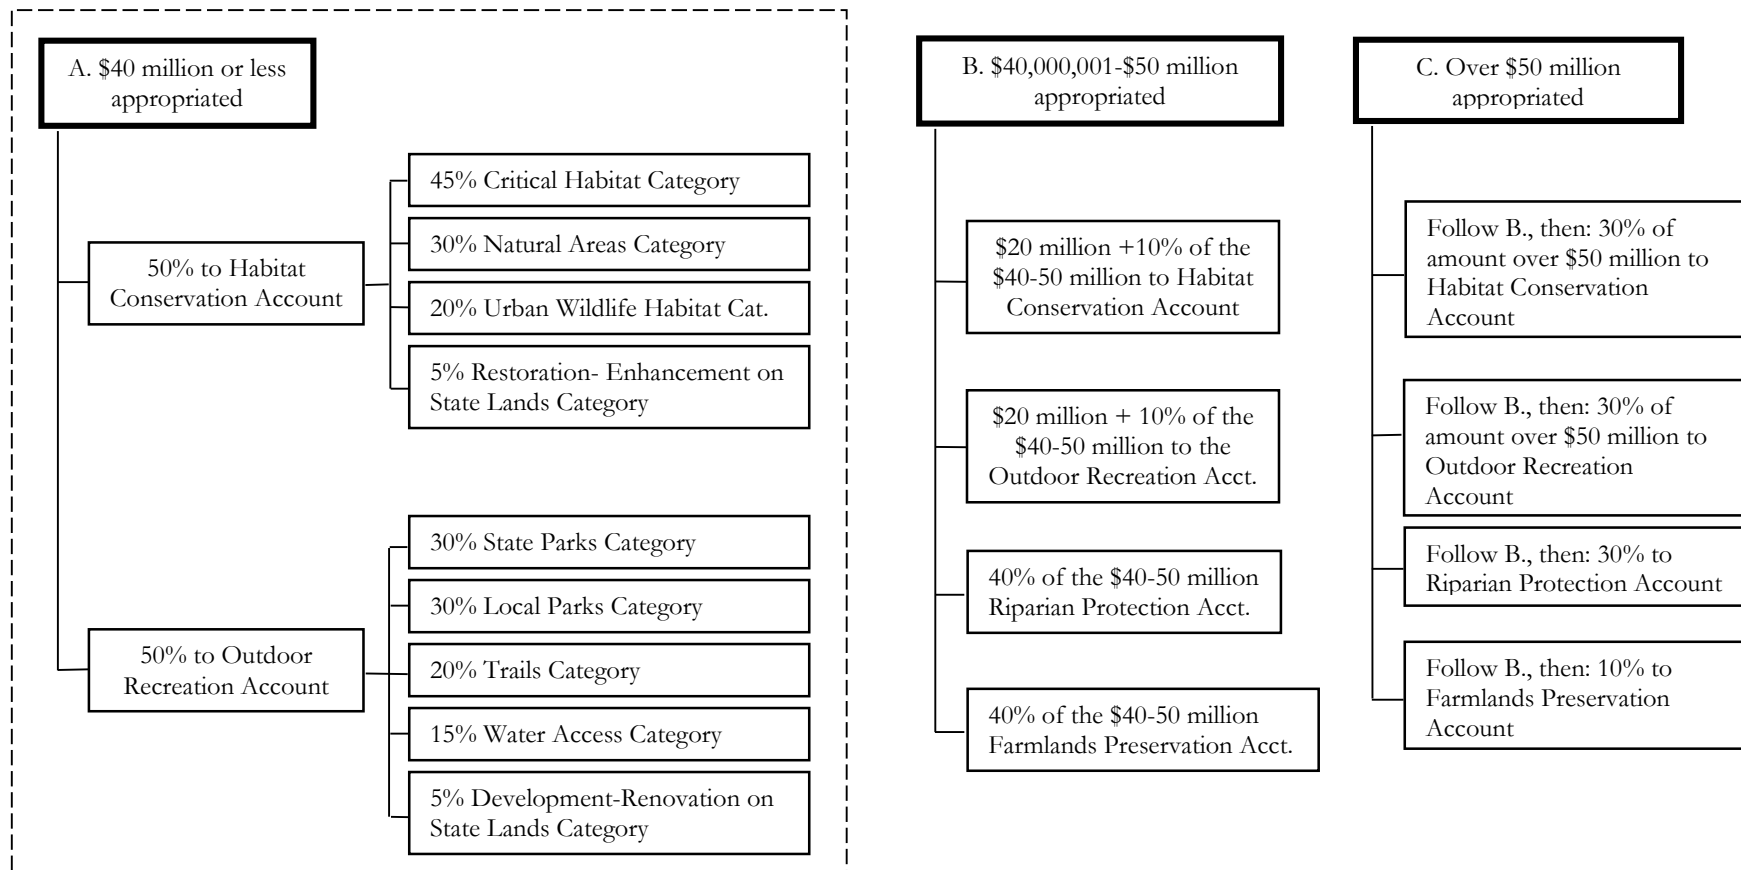 A. $40 million or less
appropriated
50% to Habitat
Conservation Account
45% Critical Habitat Category
30% Natural Areas Category
20% Urban Wildlife Habitat Cat.
5% Restoration- Enhancement on
State Lands Category
50% to Outdoor
Recreation Account
30% State Parks Category
30% Local Parks Category
20% Trails Category
15% Water Access Category
5% Development-Renovation on
State Lands Category
B. $40,000,001-$50 million
appropriated
$20 million +10% of the
$40-50 million to Habitat
Conservation Account
$20 million + 10% of the
$40-50 million to the
Outdoor Recreation Acct.
40% of the $40-50 million
Riparian Protection Acct.
40% of the $40-50 million
Farmlands Preservation Acct.
C. Over $50 million
appropriated
Follow B., then: 30% of
amount over $50 million to
Habitat Conservation
Account
Follow B., then: 30% of
amount over $50 million to
Outdoor Recreation
Account
Follow B., then: 30% to
Riparian Protection Account
Follow B., then: 10% to
Farmlands Preservation
Account